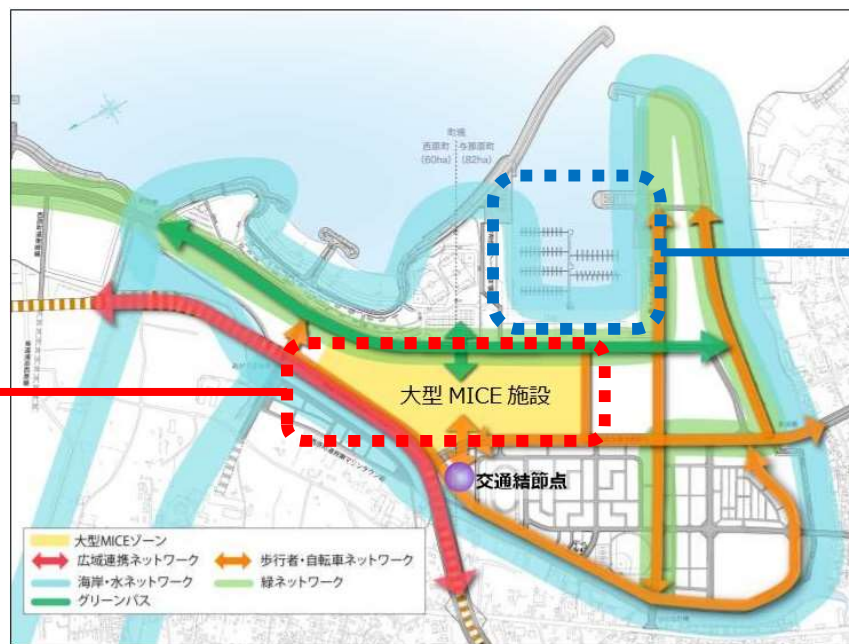 町境
西原町 与那原町
(60ha) (82ha)
大型 MICE 施設
交通結節点
大型MICEゾーン
広域連携ネットワーク
歩行者・自転車ネットワーク
海岸・水ネットワーク
緑ネットワーク
グリーンパス